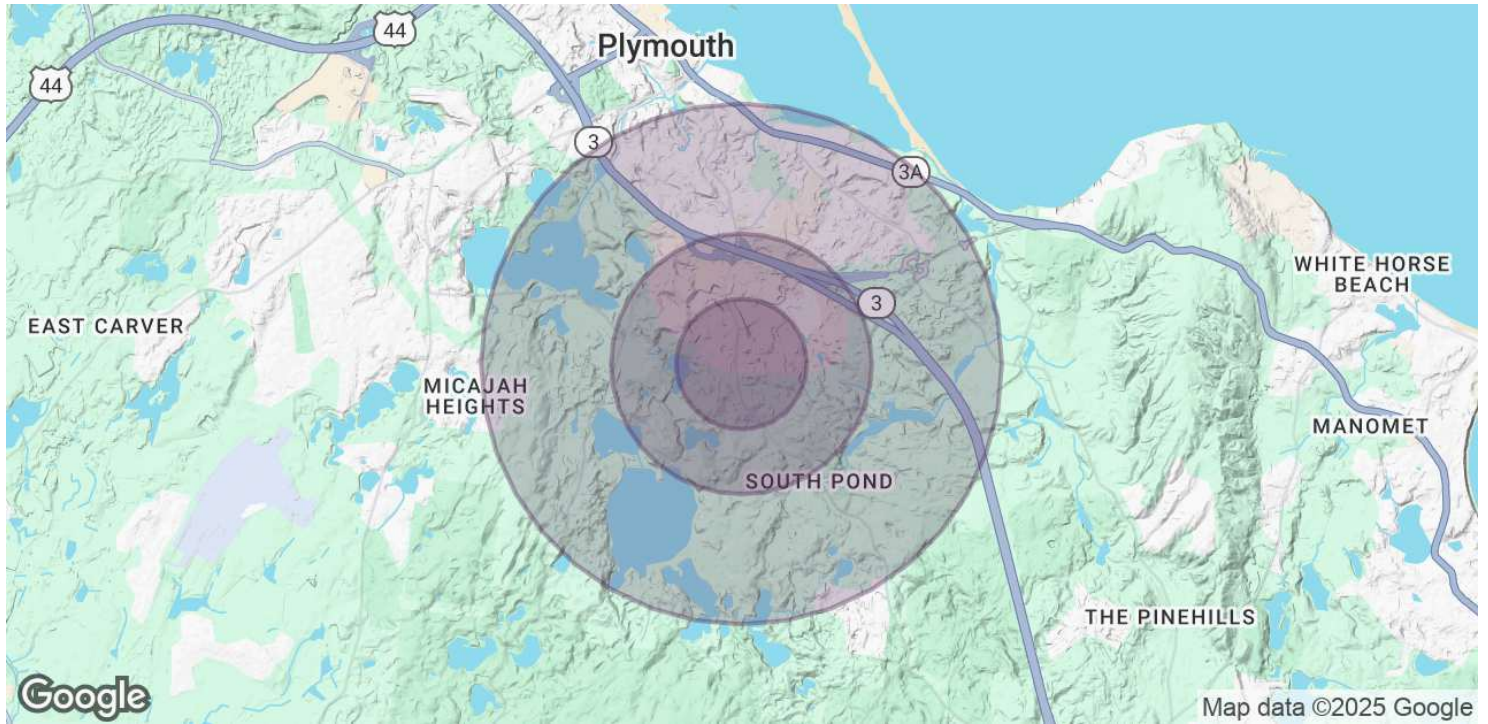 44
Plymouth
44
3
3A
WHITE HORSE
BEACH
3
EAST CARVER
MICAJAH
HEIGHTS
MANOMET
SOUTH POND
THE PINEHILLS
Google
Map data ©2025 Google